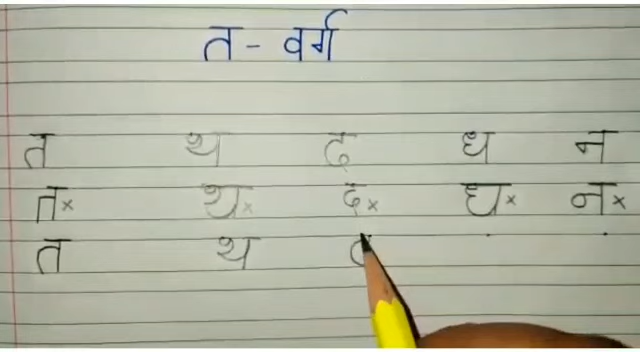 त - वर्ग
त थ द ध न
त× थ× द× ध× न×
त थ